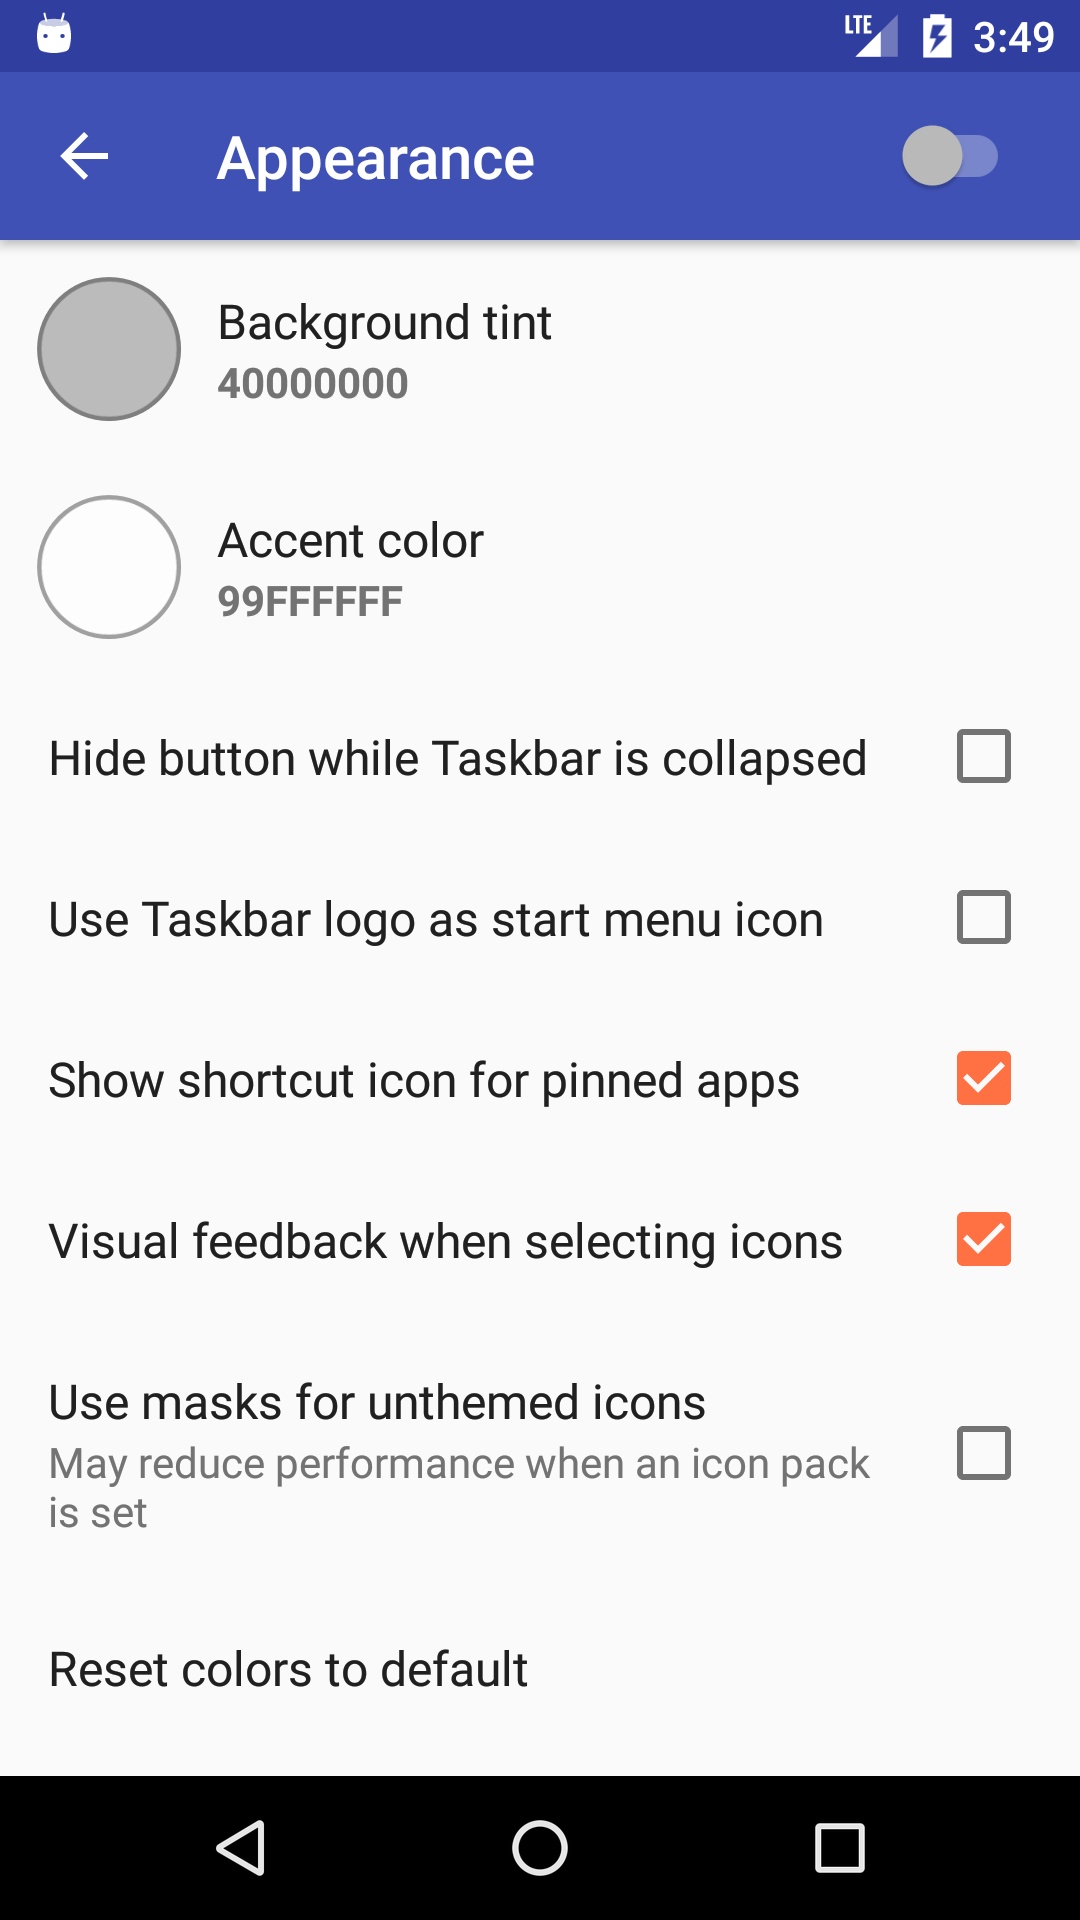 LTE 3:49
Appearance
Background tint
40000000
Accent color
99FFFFFF
Hide button while Taskbar is collapsed
Use Taskbar logo as start menu icon
Show shortcut icon for pinned apps
Visual feedback when selecting icons
Use masks for unthemed icons
May reduce performance when an icon pack
is set
Reset colors to default